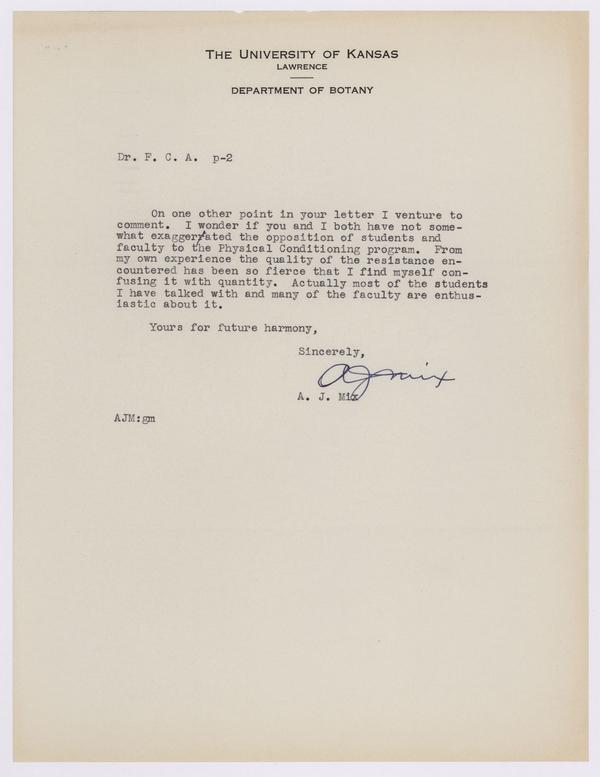 THE UNIVERSITY OF KANSAS
LAWRENCE
DEPARTMENT OF BOTANY
Dr. F. C. A. p-2
On one other point in your letter I venture to
comment. I wonder if you and I both have not some-
what exaggerated the opposition of students and
faculty to the Physical Conditioning program. From
my own experience the quality of the resistance en-
countered has been so fierce that I find myself con-
fusing it with quantity. Actually most of the students
I have talked with and many of the faculty are enthus-
iastic about it.
Yours for future harmony,
Sincerely,
A J Mix
A. J. Mix
AJM:gm